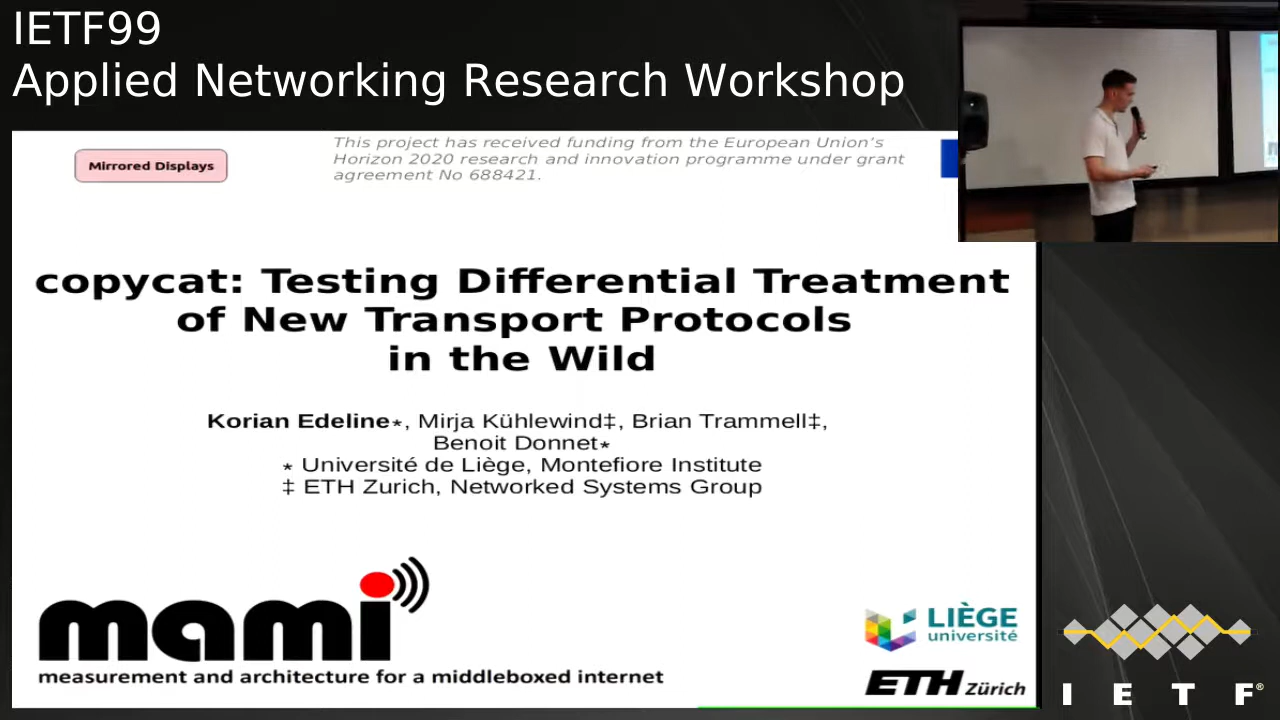 IETF99
Applied Networking Research Workshop
Mirrored Displays
This project has received funding from the European Union's
Horizon 2020 research and innovation programme under grant
agreement No 688421.
copycat: Testing Differential Treatment
of New Transport Protocols
in the Wild
Korian Edeline⋆, Mirja Kühlewind‡, Brian Trammell‡,
Benoit Donnet⋆
⋆ Université de Liège, Montefiore Institute
‡ ETH Zurich, Networked Systems Group
mami
measurement and architecture for a middleboxed internet
LIÈGE
université
ETH Zürich
I E T F®